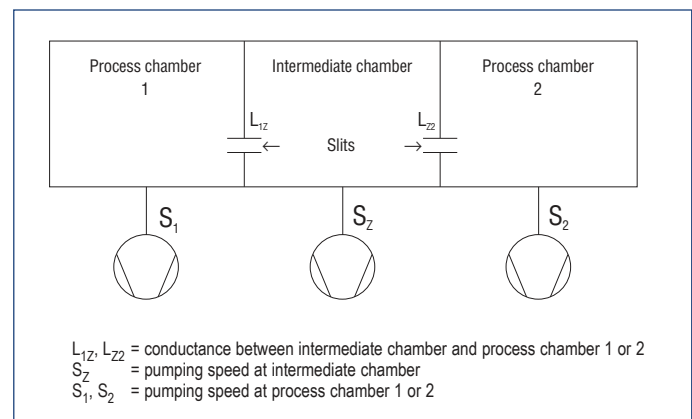 Process chamber
1
Intermediate chamber
Process chamber
2
L₁Z
Slits
LZ2
S₁
SZ
S₂
L₁Z, LZ2 = conductance between intermediate chamber and process chamber 1 or 2
SZ = pumping speed at intermediate chamber
S₁, S₂ = pumping speed at process chamber 1 or 2